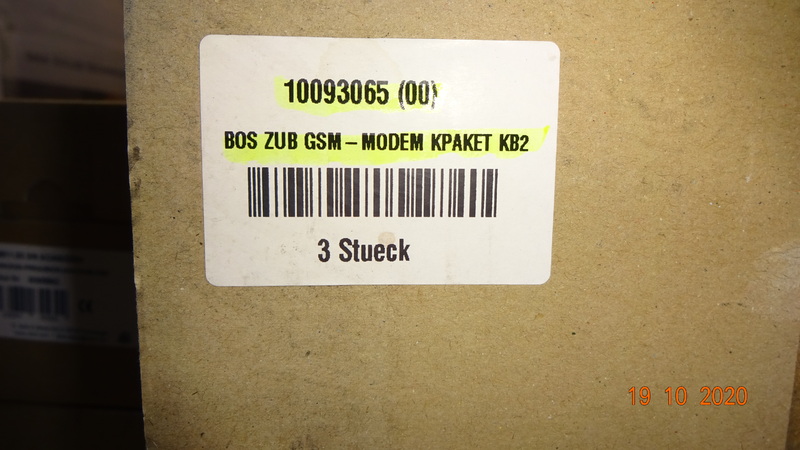 10093065 (00)
BOS ZUB GSM – MODEM KPAKET KB2
3 Stueck
19 10 2020